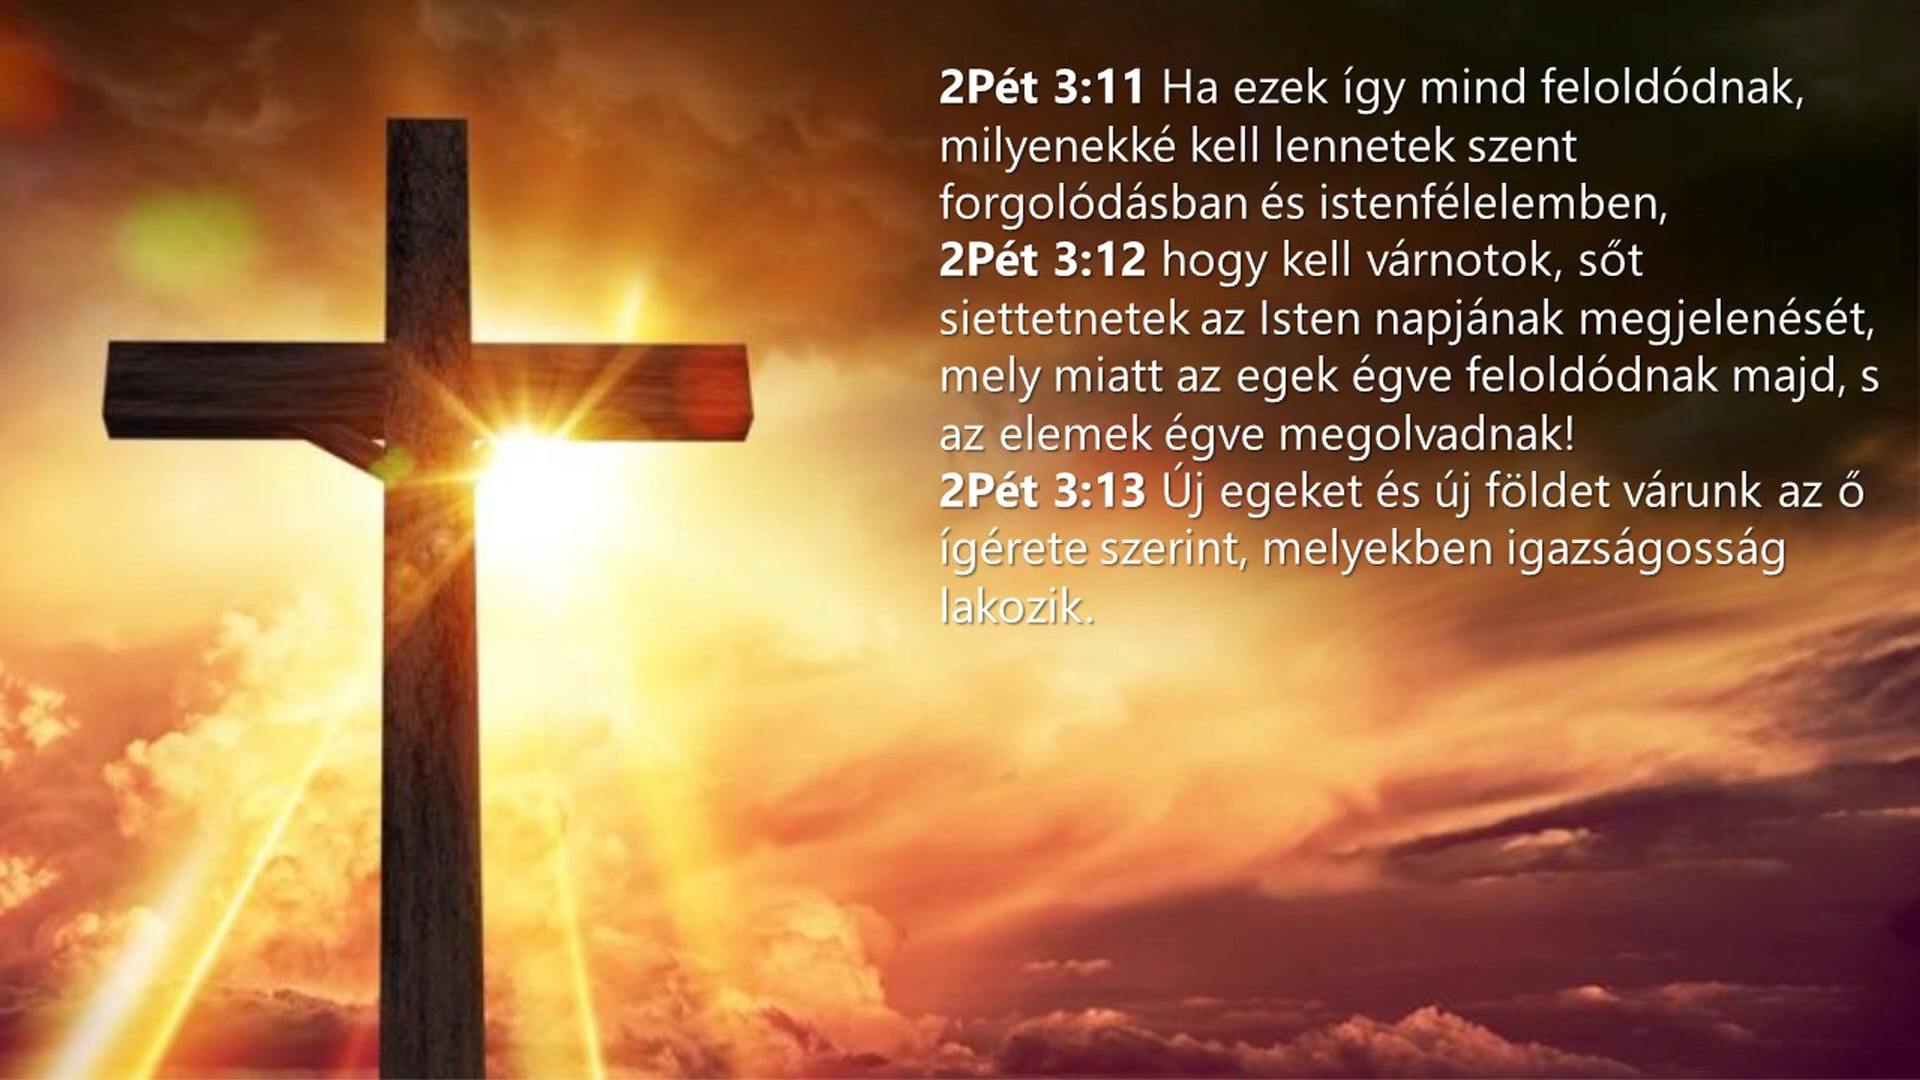 2Pét 3:11 Ha ezek így mind feloldódnak,
milyenekké kell lennetek szent
forgolódásban és istenfélelemben,
2Pét 3:12 hogy kell várnotok, sőt
siettetnetek az Isten napjának megjelenését,
mely miatt az egek égve feloldódnak majd, s
az elemek égve megolvadnak!
2Pét 3:13 Új egeket és új földet várunk az ő
ígérete szerint, melyekben igazságosság
lakozik.